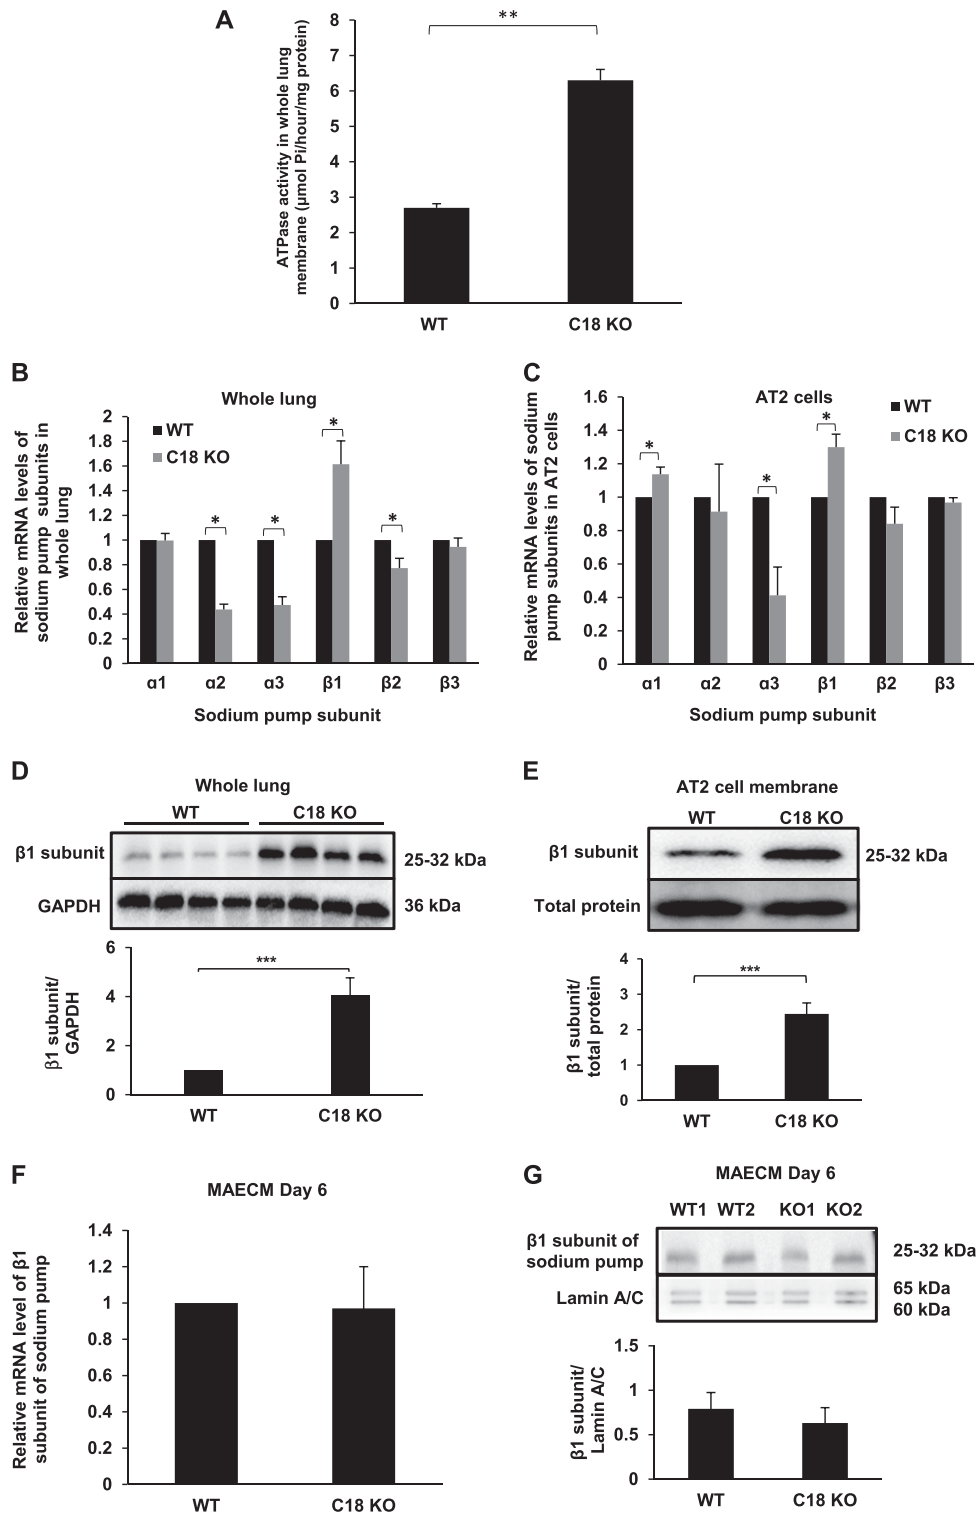 A
ATPase activity in whole lung
membrane (μmol Pi/hour/mg protein)
8
7
6
5
4
3
2
1
0
**
WT
C18 KO
B
Whole lung
Relative mRNA levels of
sodium pump subunits in
whole lung
2
1.8
1.6
1.4
1.2
1
0.8
0.6
0.4
0.2
0
WT
C18 KO
*
*
*
*
α1 α2 α3 β1 β2 β3
Sodium pump subunit
C
AT2 cells
Relative mRNA levels of sodium
pump subunits in AT2 cells
1.6
1.4
1.2
1
0.8
0.6
0.4
0.2
0
WT
C18 KO
*
*
*
α1 α2 α3 β1 β2 β3
Sodium pump subunit
D
Whole lung
WT C18 KO
β1 subunit 25-32 kDa
GAPDH 36 kDa
β1 subunit/
GAPDH
6
4
2
0
***
WT C18 KO
E
AT2 cell membrane
WT C18 KO
β1 subunit 25-32 kDa
Total protein
β1 subunit/
total protein
4
3
2
1
0
***
WT C18 KO
F
MAECM Day 6
Relative mRNA level of β1
subunit of sodium pump
1.4
1.2
1
0.8
0.6
0.4
0.2
0
WT C18 KO
G
MAECM Day 6
WT1 WT2 KO1 KO2
β1 subunit of
sodium pump
25-32 kDa
Lamin A/C
65 kDa
60 kDa
β1 subunit/
Lamin A/C
1.5
1
0.5
0
WT C18 KO